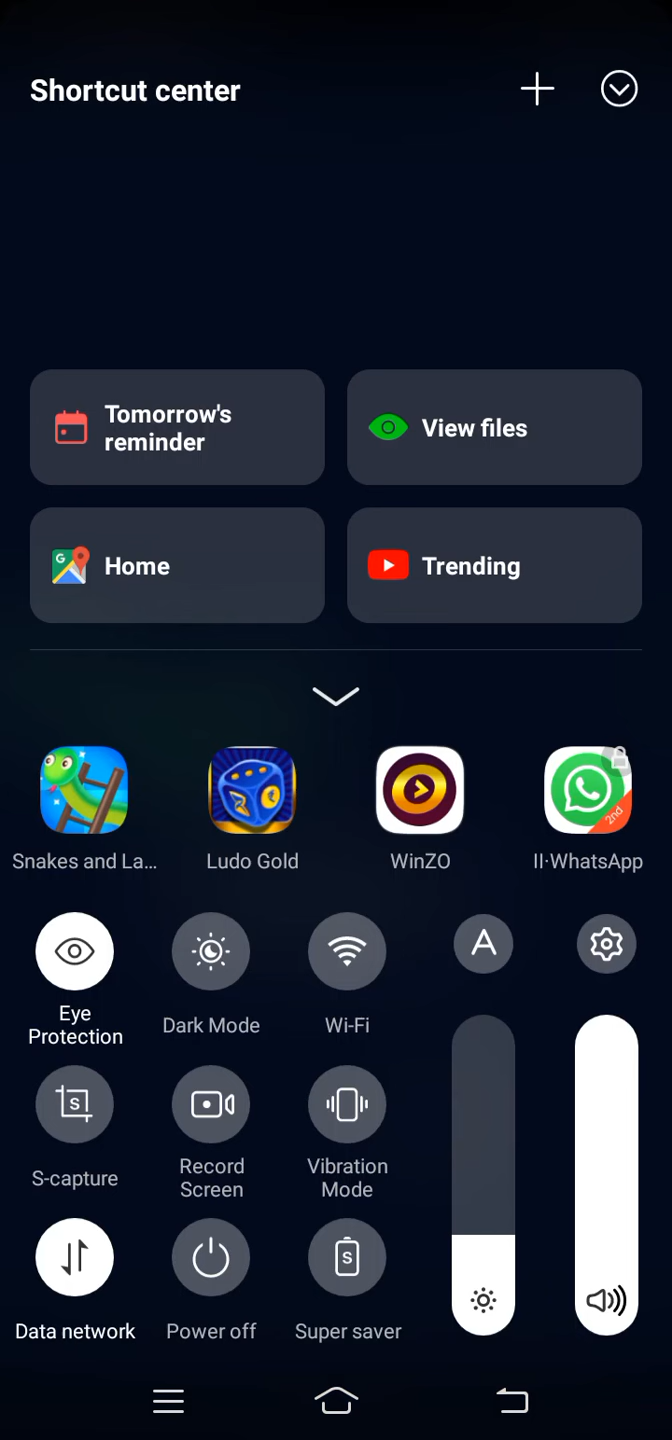 Shortcut center
Tomorrow's
reminder
View files
Home
Trending
Snakes and La...
Ludo Gold
WinZO
II·WhatsApp
2nd
A
Eye
Protection
Dark Mode
Wi-Fi
S
S-capture
Record
Screen
Vibration
Mode
S
Data network
Power off
Super saver